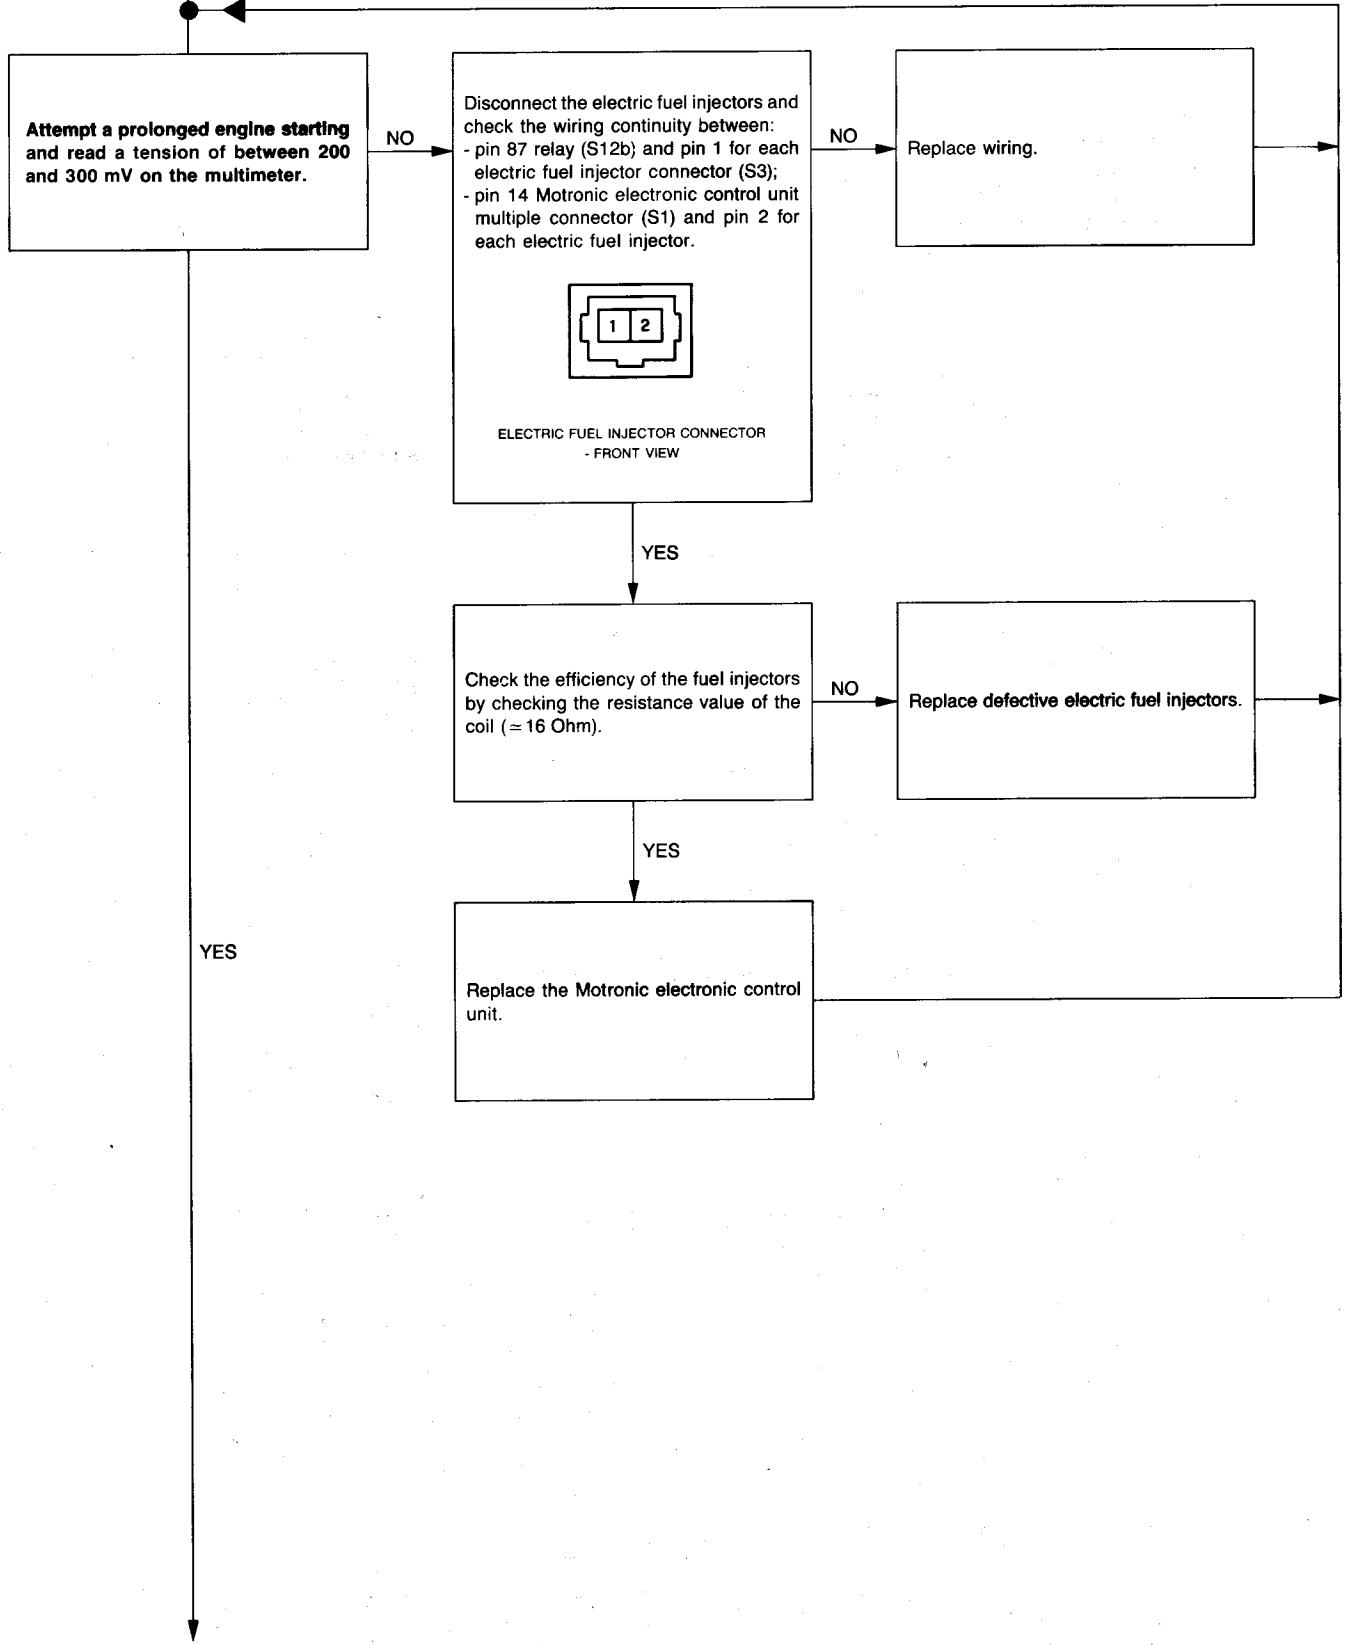 Attempt a prolonged engine starting
and read a tension of between 200
and 300 mV on the multimeter.
NO
Disconnect the electric fuel injectors and
check the wiring continuity between:
- pin 87 relay (S12b) and pin 1 for each
electric fuel injector connector (S3);
- pin 14 Motronic electronic control unit
multiple connector (S1) and pin 2 for
each electric fuel injector.
1 2
ELECTRIC FUEL INJECTOR CONNECTOR
- FRONT VIEW
NO
Replace wiring.
YES
Check the efficiency of the fuel injectors
by checking the resistance value of the
coil (≃16 Ohm).
NO
Replace defective electric fuel injectors.
YES
Replace the Motronic electronic control
unit.
YES